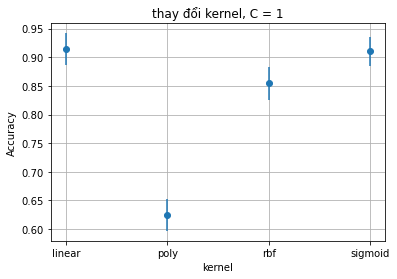 thay đổi kernel, C = 1
Accuracy
0.95
0.90
0.85
0.80
0.75
0.70
0.65
0.60
linear poly rbf sigmoid
kernel